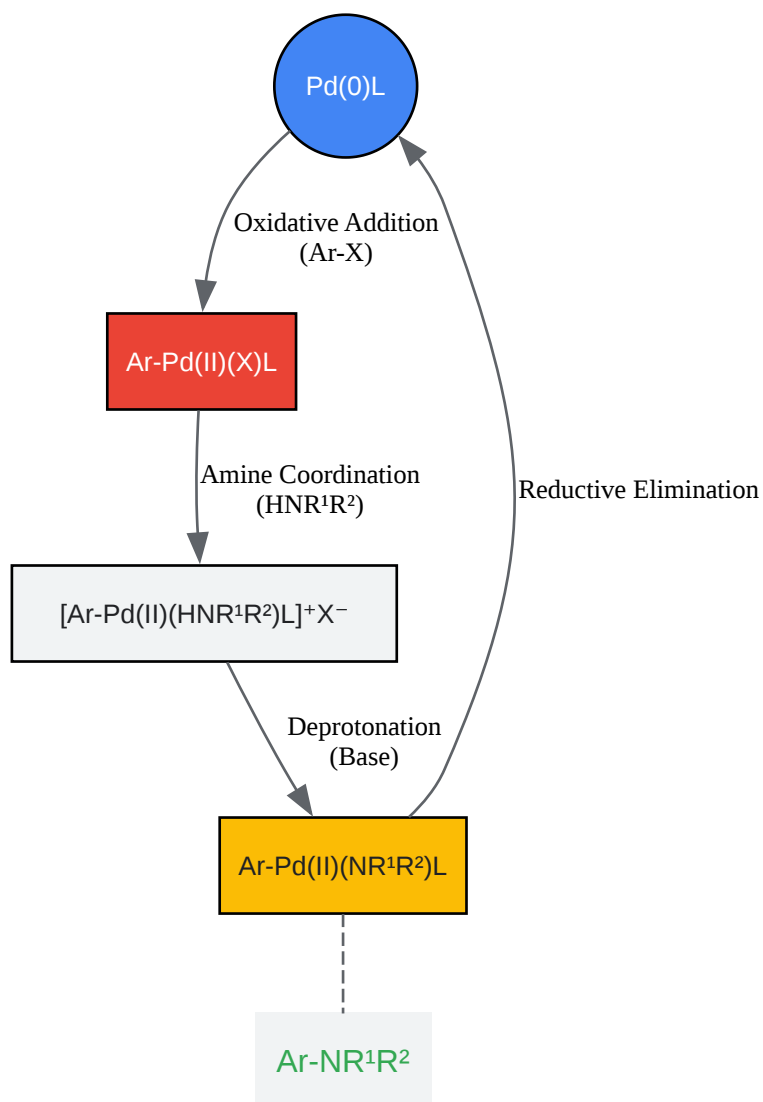 Pd(0)L
Oxidative Addition
(Ar-X)
Ar-Pd(II)(X)L
Amine Coordination
(HNR¹R²)
Reductive Elimination
[Ar-Pd(II)(HNR¹R²)L]⁺X⁻
Deprotonation
(Base)
Ar-Pd(II)(NR¹R²)L
Ar-NR¹R²